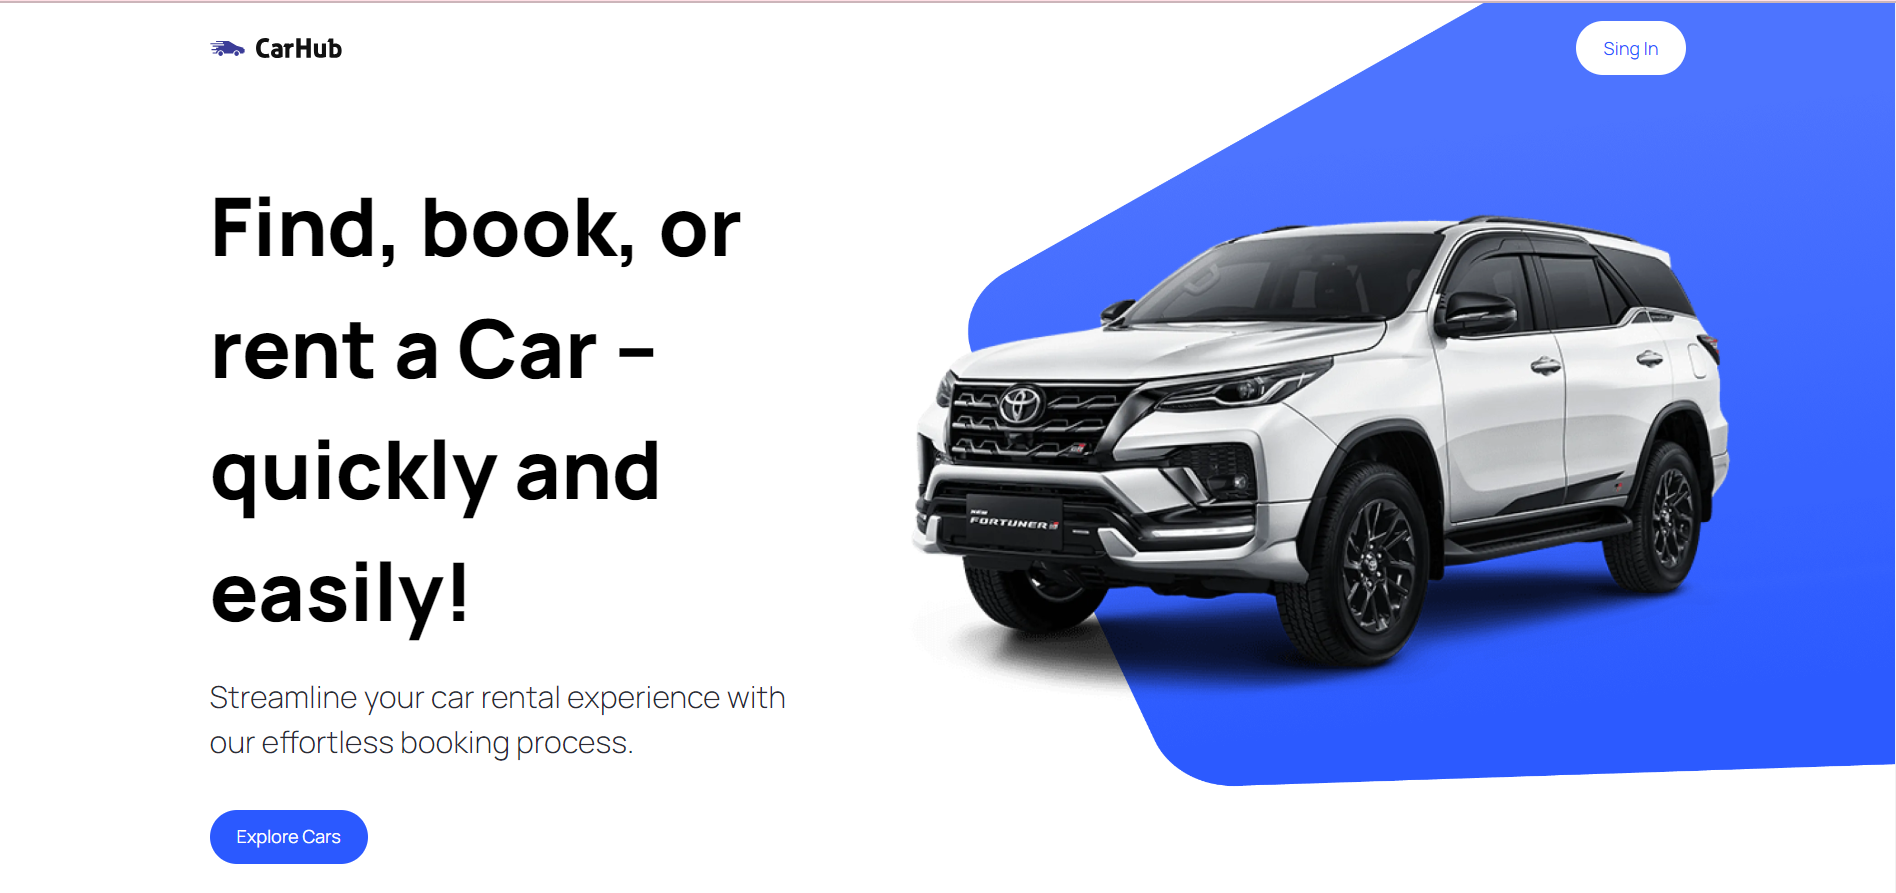 CarHub
Sing In
Find, book, or
rent a Car –
quickly and
easily!
Streamline your car rental experience with
our effortless booking process.
Explore Cars
NEW
FORTUNER